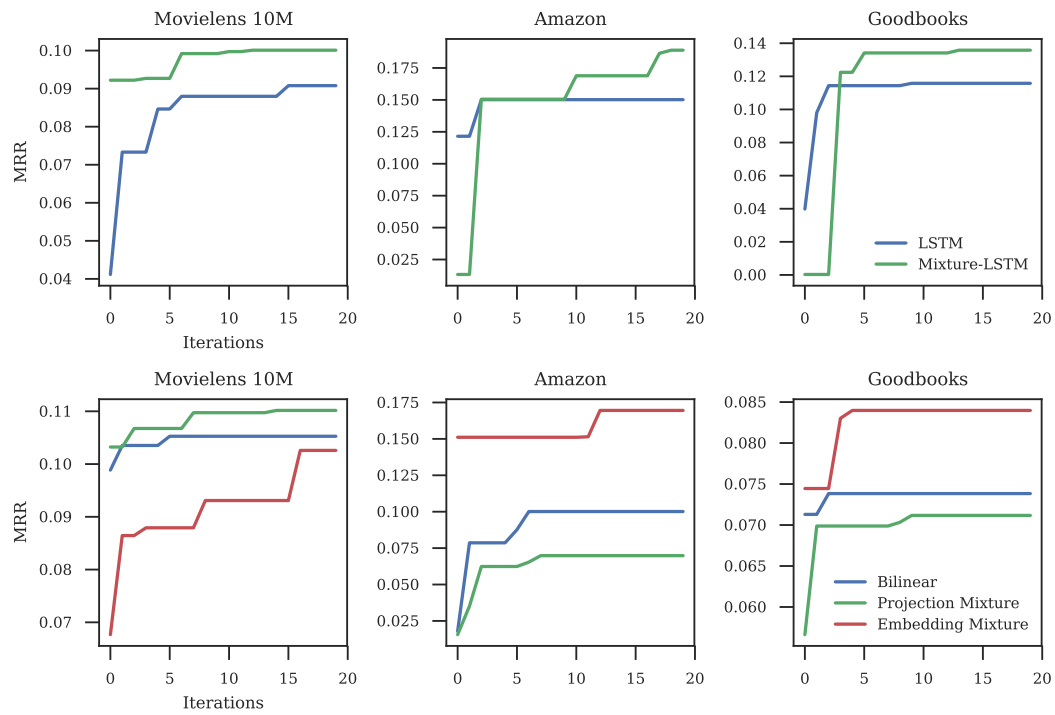 Movielens 10M
Amazon
Goodbooks
MRR
0.10
0.09
0.08
0.07
0.06
0.05
0.04
0 5 10 15 20
Iterations
0.175
0.150
0.125
0.100
0.075
0.050
0.025
0 5 10 15 20
0.14
0.12
0.10
0.08
0.06
0.04
0.02
0.00
LSTM
Mixture-LSTM
0 5 10 15 20
Movielens 10M
Amazon
Goodbooks
MRR
0.11
0.10
0.09
0.08
0.07
0 5 10 15 20
Iterations
0.175
0.150
0.125
0.100
0.075
0.050
0.025
0 5 10 15 20
0.085
0.080
0.075
0.070
0.065
0.060
Bilinear
Projection Mixture
Embedding Mixture
0 5 10 15 20